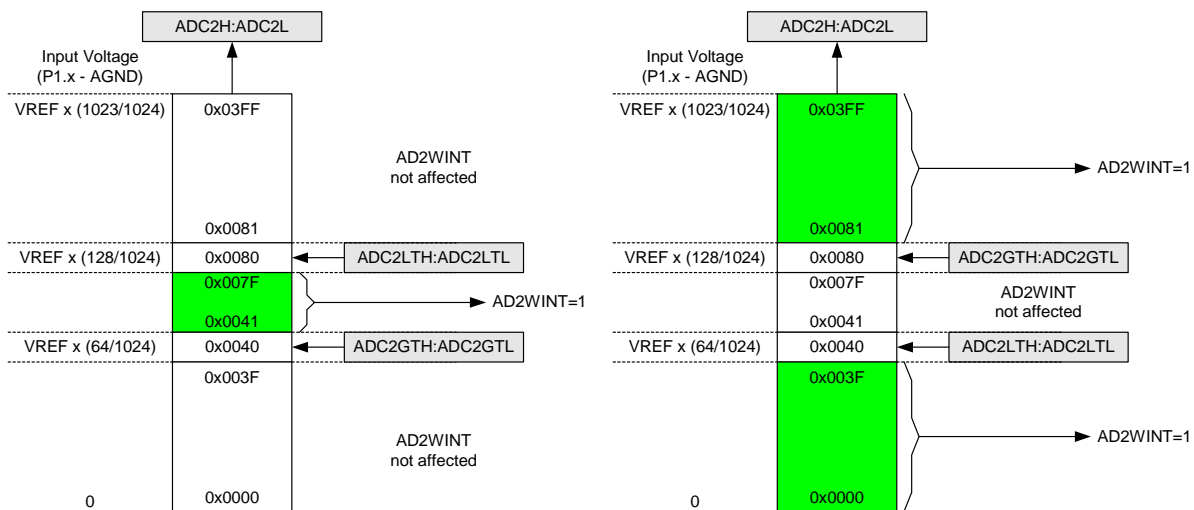 ADC2H:ADC2L
Input Voltage
(P1.x - AGND)
VREF x (1023/1024)
0x03FF
AD2WINT
not affected
0x0081
VREF x (128/1024)
0x0080
ADC2LTH:ADC2LTL
0x007F
AD2WINT=1
0x0041
VREF x (64/1024)
0x0040
ADC2GTH:ADC2GTL
0x003F
AD2WINT
not affected
0
0x0000
ADC2H:ADC2L
Input Voltage
(P1.x - AGND)
VREF x (1023/1024)
0x03FF
AD2WINT=1
0x0081
VREF x (128/1024)
0x0080
ADC2GTH:ADC2GTL
0x007F
AD2WINT
not affected
0x0041
VREF x (64/1024)
0x0040
ADC2LTH:ADC2LTL
0x003F
AD2WINT=1
0
0x0000